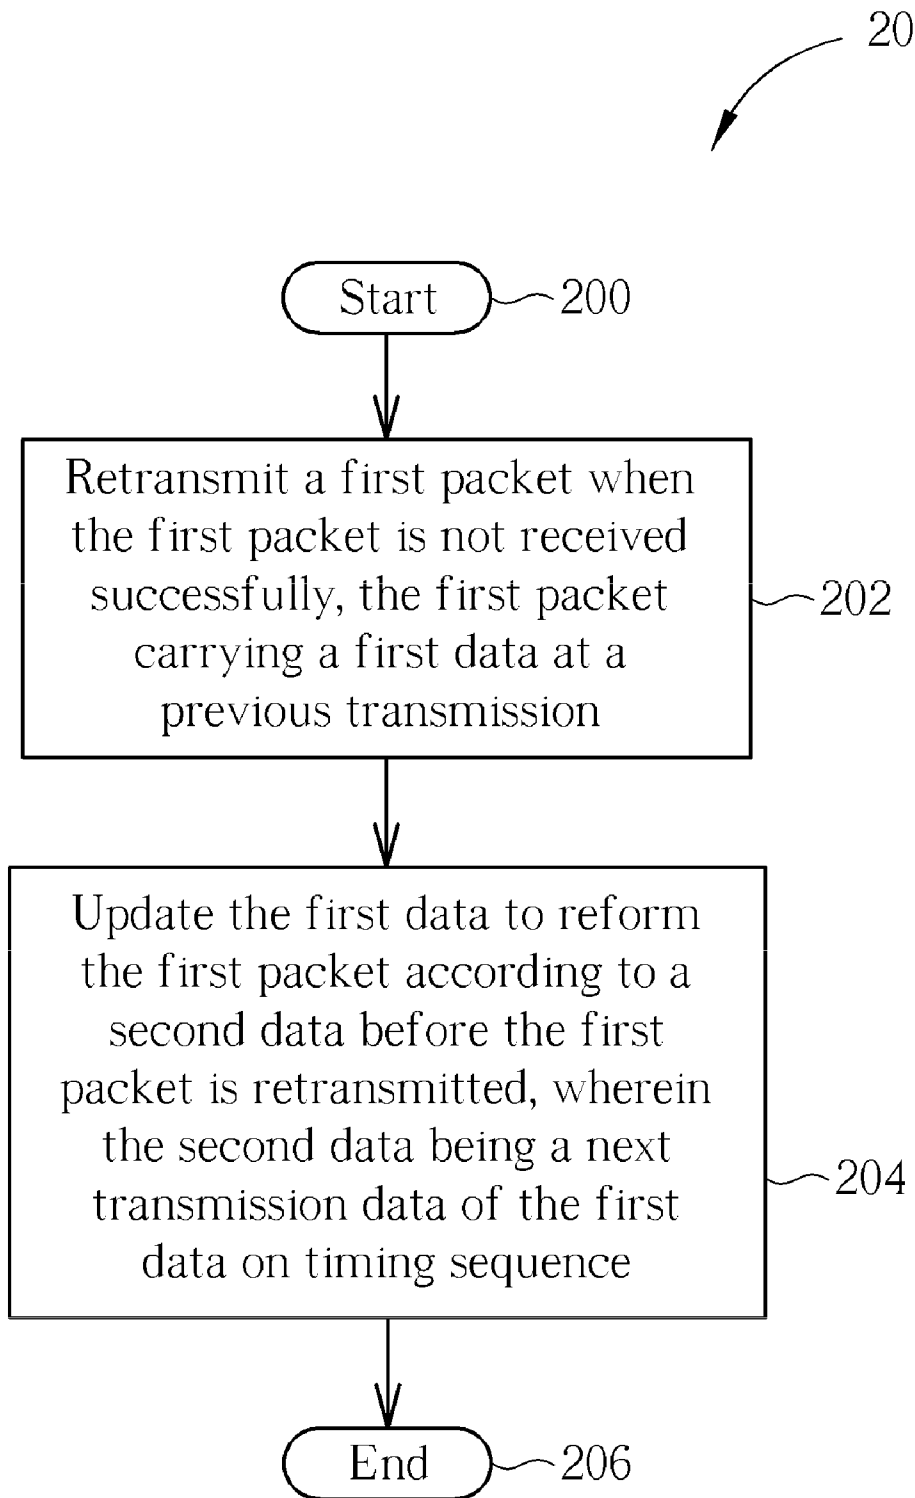 20
Start
200
Retransmit a first packet when
the first packet is not received
successfully, the first packet
carrying a first data at a
previous transmission
202
Update the first data to reform
the first packet according to a
second data before the first
packet is retransmitted, wherein
the second data being a next
transmission data of the first
data on timing sequence
204
End
206